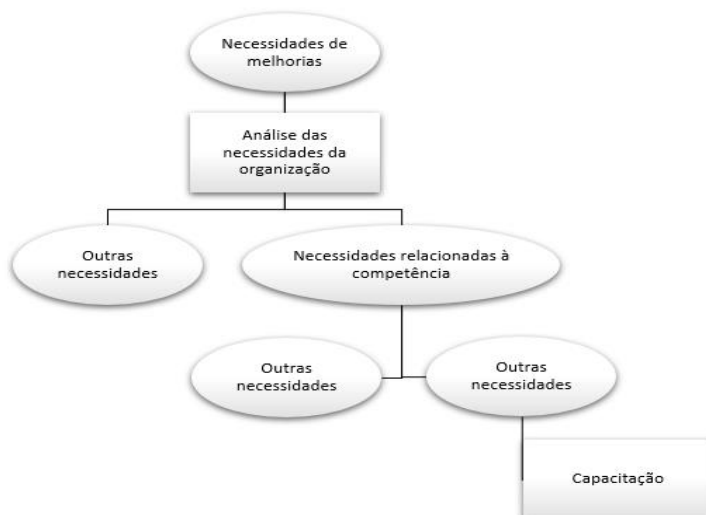 Necessidades de
melhorias
Análise das
necessidades da
organização
Outras
necessidades
Necessidades relacionadas à
competência
Outras
necessidades
Outras
necessidades
Capacitação